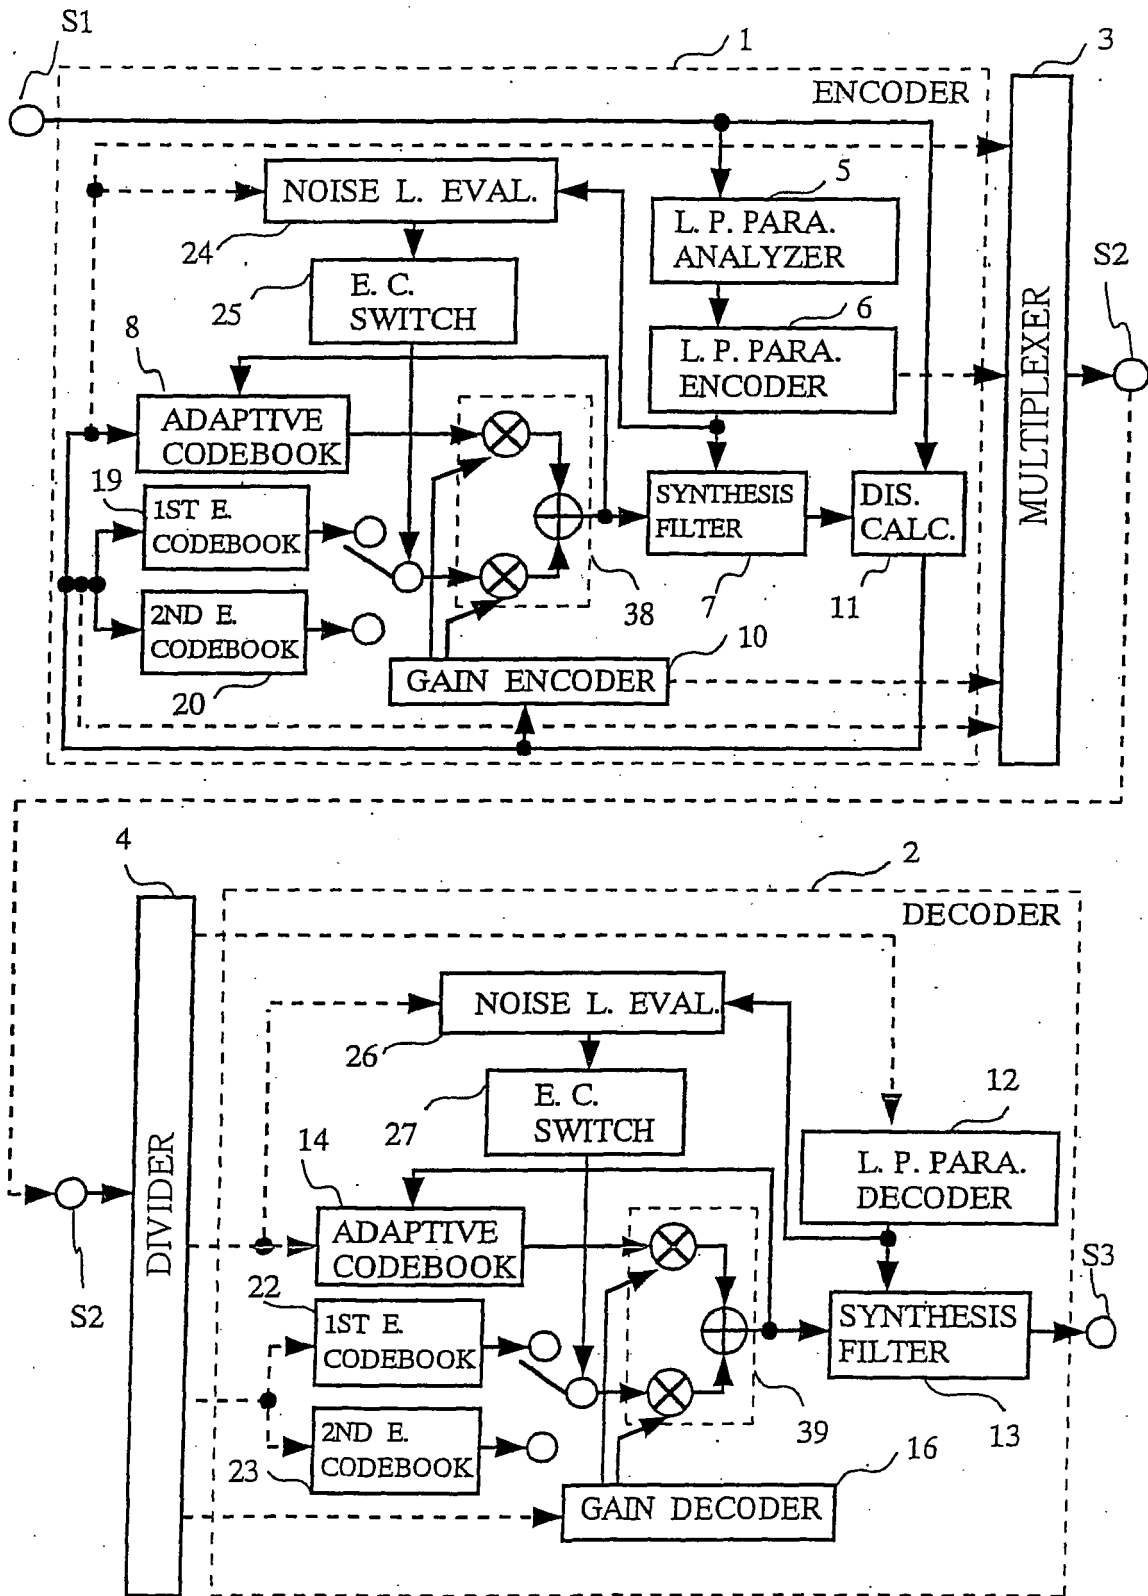 S1
1
3
ENCODER
NOISE L. EVAL.
24
5
L. P. PARA.
ANALYZER
S2
25
E. C.
SWITCH
6
L. P. PARA.
ENCODER
MULTIPLEXER
8
ADAPTIVE
CODEBOOK
19
1ST E.
CODEBOOK
SYNTHESIS
FILTER
DIS.
CALC.
38
7
11
2ND E.
CODEBOOK
20
10
GAIN ENCODER
4
2
DECODER
NOISE L. EVAL.
26
E. C.
SWITCH
27
12
L. P. PARA.
DECODER
DIVIDER
14
ADAPTIVE
CODEBOOK
S2
22
1ST E.
CODEBOOK
S3
SYNTHESIS
FILTER
39
13
2ND E.
CODEBOOK
23
16
GAIN DECODER